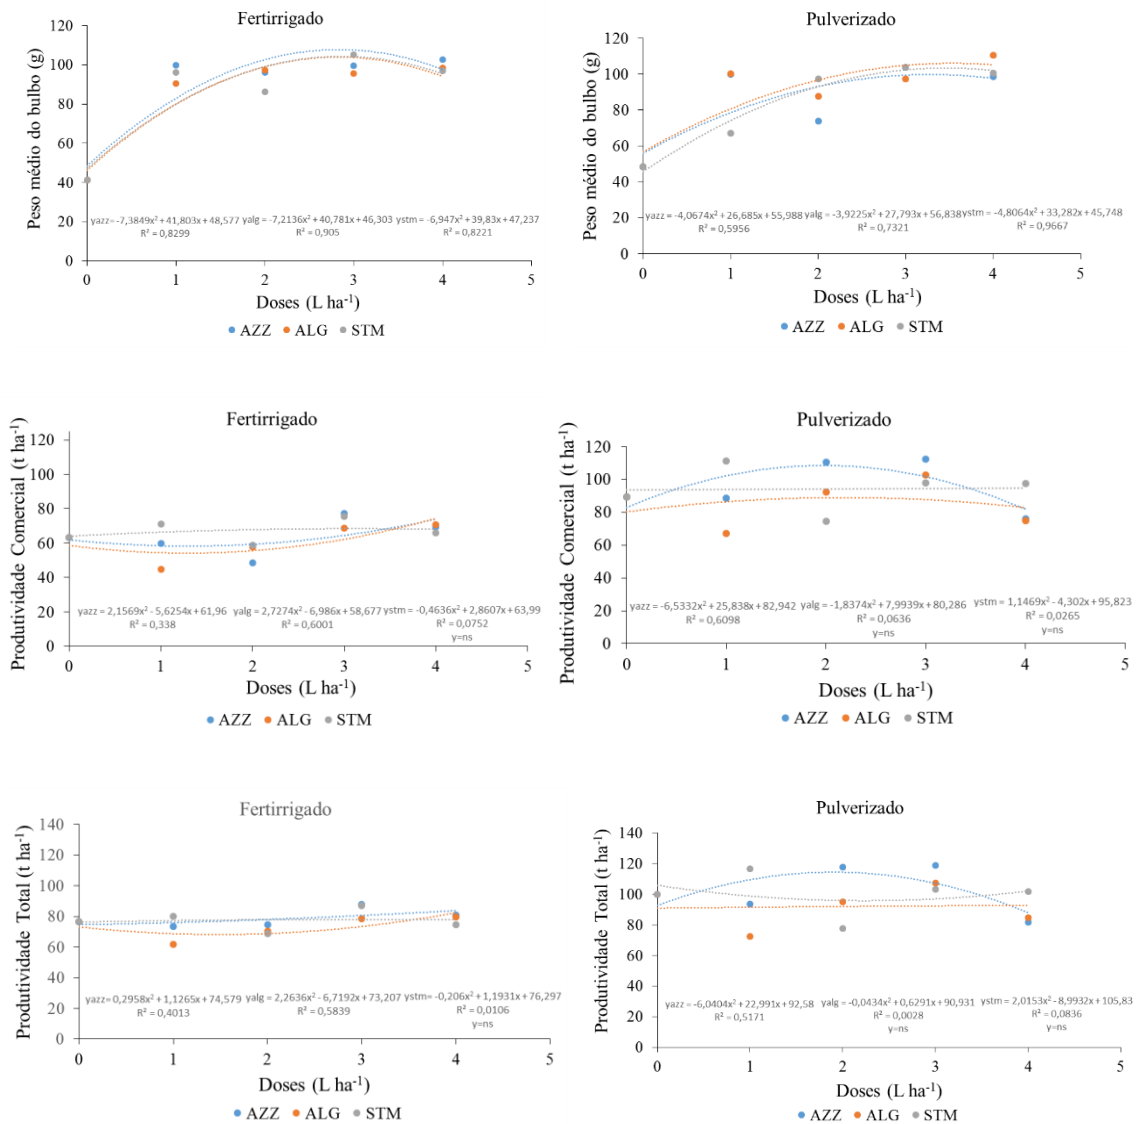 Fertirrigado
Peso médio do bulbo (g)
120
100
80
60
40
20
0
yazz= -7,3849x² + 41,803x + 48,577 yalg = -7,2136x² + 40,781x + 46,303 ystm= -6,947x² + 39,83x + 47,237
R² = 0,8299 R² = 0,905 R² = 0,8221
0 1 2 3 4 5
Doses (L ha⁻¹)
AZZ ALG STM
Pulverizado
Peso médio do bulbo (g)
120
100
80
60
40
20
0
yazz = -4,0674x² + 26,685x + 55,988 yalg = -3,9225x² + 27,793x + 56,838 ystm = -4,8064x² + 33,282x + 45,748
R² = 0,5956 R² = 0,7321 R² = 0,9667
0 1 2 3 4 5
Doses (L ha⁻¹)
AZZ ALG STM
Fertirrigado
Produtividade Comercial (t ha⁻¹)
120
100
80
60
40
20
0
yazz = 2,1569x² - 5,6254x + 61,96 yalg = 2,7274x² - 6,986x + 58,677 ystm = -0,4636x² + 2,8607x + 63,99
R² = 0,338 R² = 0,6001 R² = 0,0752
y=ns
0 1 2 3 4 5
Doses (L ha⁻¹)
AZZ ALG STM
Pulverizado
Produtividade Comercial (t ha⁻¹)
120
100
80
60
40
20
0
yazz = -6,5332x² + 25,838x + 82,942 yalg = -1,8374x² + 7,9939x + 80,286 ystm = 1,1469x² - 4,302x + 95,823
R² = 0,6098 R² = 0,0636 R² = 0,0265
y=ns y=ns
0 1 2 3 4 5
Doses (L ha⁻¹)
AZZ ALG STM
Fertirrigado
Produtividade Total (t ha⁻¹)
140
120
100
80
60
40
20
0
yazz= 0,2958x² + 1,1265x + 74,579 yalg = 2,2636x² - 6,7192x + 73,207 ystm= -0,206x² + 1,1931x + 76,297
R² = 0,4013 R² = 0,5839 R² = 0,0106
y=ns
0 1 2 3 4 5
Doses (L ha⁻¹)
AZZ ALG STM
Pulverizado
Produtividade Total (t ha⁻¹)
140
120
100
80
60
40
20
0
yazz = -6,0404x² + 22,991x + 92,58 yalg = -0,0434x² + 0,6291x + 90,931 ystm = 2,0153x² - 8,9932x + 105,83
R² = 0,5171 R² = 0,0028 R² = 0,0836
y=ns y=ns
0 1 2 3 4 5
Doses (L ha⁻¹)
AZZ ALG STM